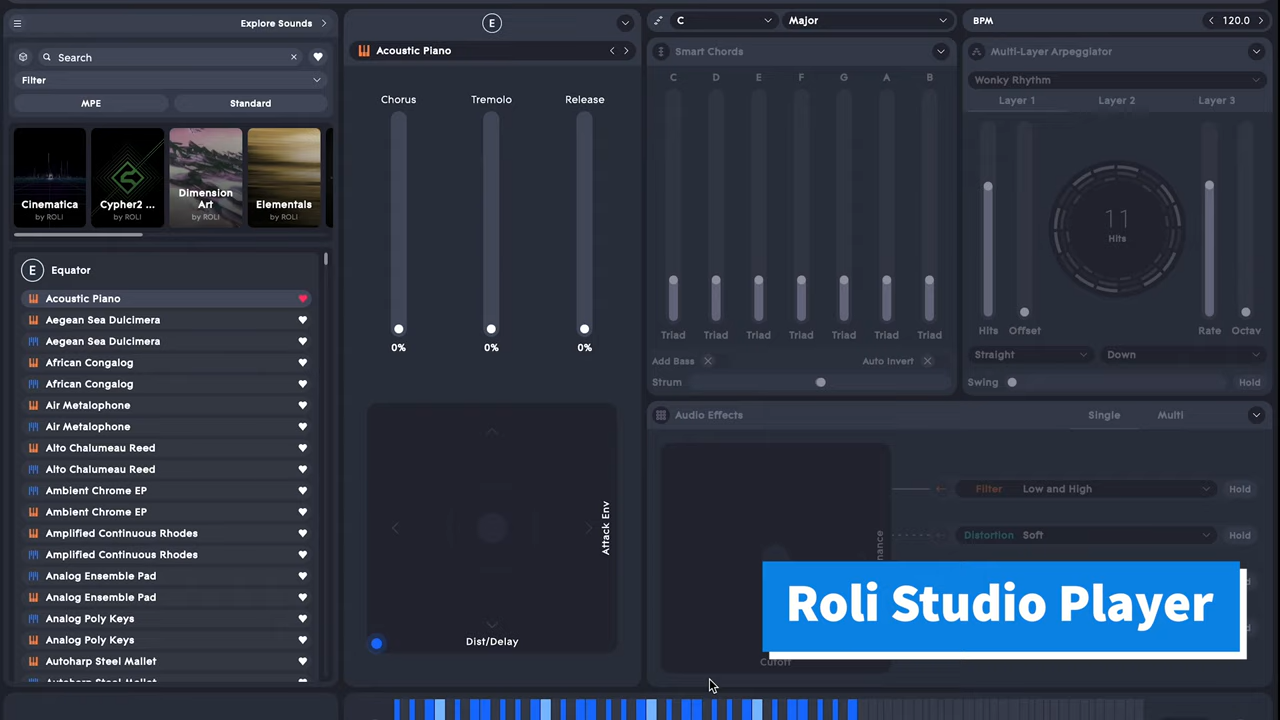 Explore Sounds
Search
Filter
MPE
Standard
Cinematica
by ROLI
Cypher2 ...
by ROLI
Dimension
Art
by ROLI
Elementals
by ROLI
E Equator
Acoustic Piano
Aegean Sea Dulcimera
Aegean Sea Dulcimera
African Congalog
African Congalog
Air Metalophone
Air Metalophone
Alto Chalumeau Reed
Alto Chalumeau Reed
Ambient Chrome EP
Ambient Chrome EP
Amplified Continuous Rhodes
Amplified Continuous Rhodes
Analog Ensemble Pad
Analog Ensemble Pad
Analog Poly Keys
Analog Poly Keys
Autoharp Steel Mallet
Autoharp Steel Mallet
E
Acoustic Piano
Chorus Tremolo Release
0% 0% 0%
Attack Env
Dist/Delay
C Major
Smart Chords
C D E F G A B
Triad Triad Triad Triad Triad Triad Triad
Add Bass Auto Invert
Strum
BPM 120.0
Multi-Layer Arpeggiator
Wonky Rhythm
Layer 1 Layer 2 Layer 3
11
Hits
Hits Offset Rate Octav
Straight Down
Swing Hold
Audio Effects Single Multi
Filter Low and High Hold
Distortion Soft Hold
nance
Cutoff
Roli Studio Player